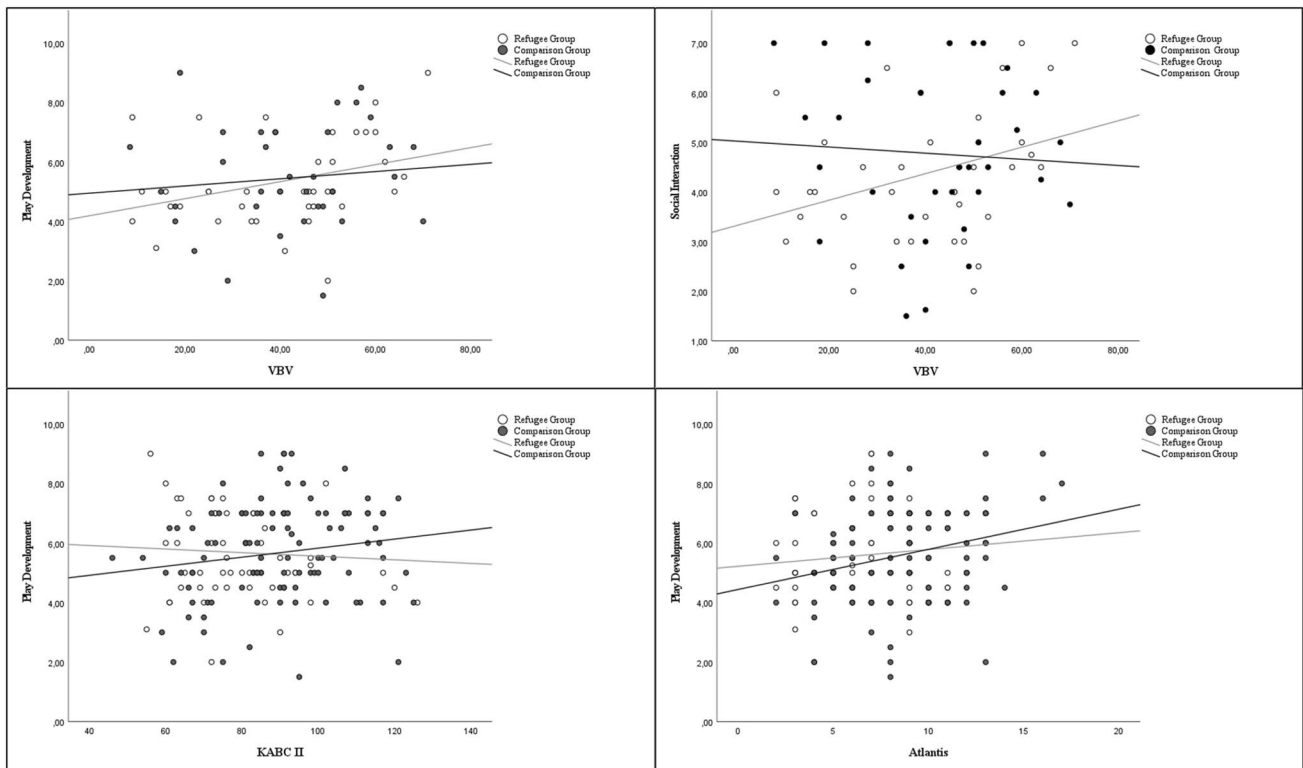 10,00
8,00
6,00
4,00
2,00
,00
Play Development
,00
20,00
40,00
60,00
80,00
VBV
Refugee Group
Comparison Group
Refugee Group
Comparison Group
7,00
6,00
5,00
4,00
3,00
2,00
1,00
Social Interaction
,00
20,00
40,00
60,00
80,00
VBV
Refugee Group
Comparison Group
Refugee Group
Comparison Group
10,00
8,00
6,00
4,00
2,00
,00
Play Development
40
60
80
100
120
140
KABC II
Refugee Group
Comparison Group
Refugee Group
Comparison Group
10,00
8,00
6,00
4,00
2,00
,00
Play Development
0
5
10
15
20
Atlantis
Refugee Group
Comparison Group
Refugee Group
Comparison Group